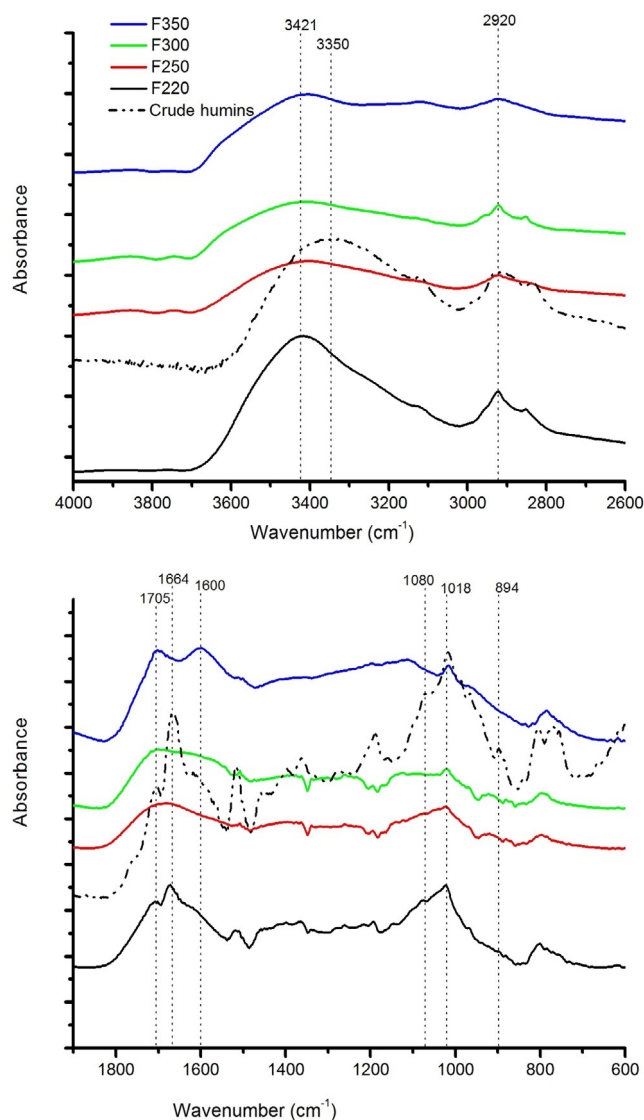 3421
3350
2920
F350
F300
F250
F220
Crude humins
Absorbance
4000 3800 3600 3400 3200 3000 2800 2600
Wavenumber (cm⁻¹)
1705
1664
1600
1080
1018
894
Absorbance
1800 1600 1400 1200 1000 800 600
Wavenumber (cm⁻¹)